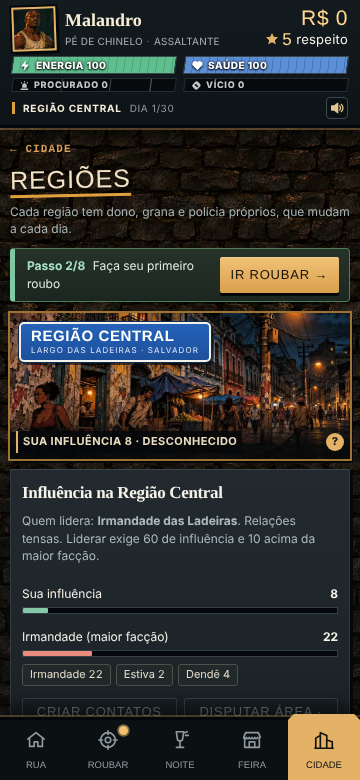 Malandro
R$ 0
PÉ DE CHINELO · ASSALTANTE
5 respeito
ENERGIA 100
SAÚDE 100
PROCURADO 0
VÍCIO 0
REGIÃO CENTRAL DIA 1/30
← CIDADE
REGIÕES
Cada região tem dono, grana e polícia próprios, que mudam
a cada dia.
Passo 2/8 Faça seu primeiro
roubo
IR ROUBAR →
REGIÃO CENTRAL
LARGO DAS LADEIRAS · SALVADOR
SUA INFLUÊNCIA 8 · DESCONHECIDO
?
Influência na Região Central
Quem lidera: Irmandade das Ladeiras. Relações
tensas. Liderar exige 60 de influência e 10 acima da
maior facção.
Sua influência
8
Irmandade (maior facção)
22
Irmandade 22
Estiva 2
Dendê 4
CRIAR CONTATOS
DISPUTAR ÁREA ·
RUA
ROUBAR
NOITE
FEIRA
CIDADE